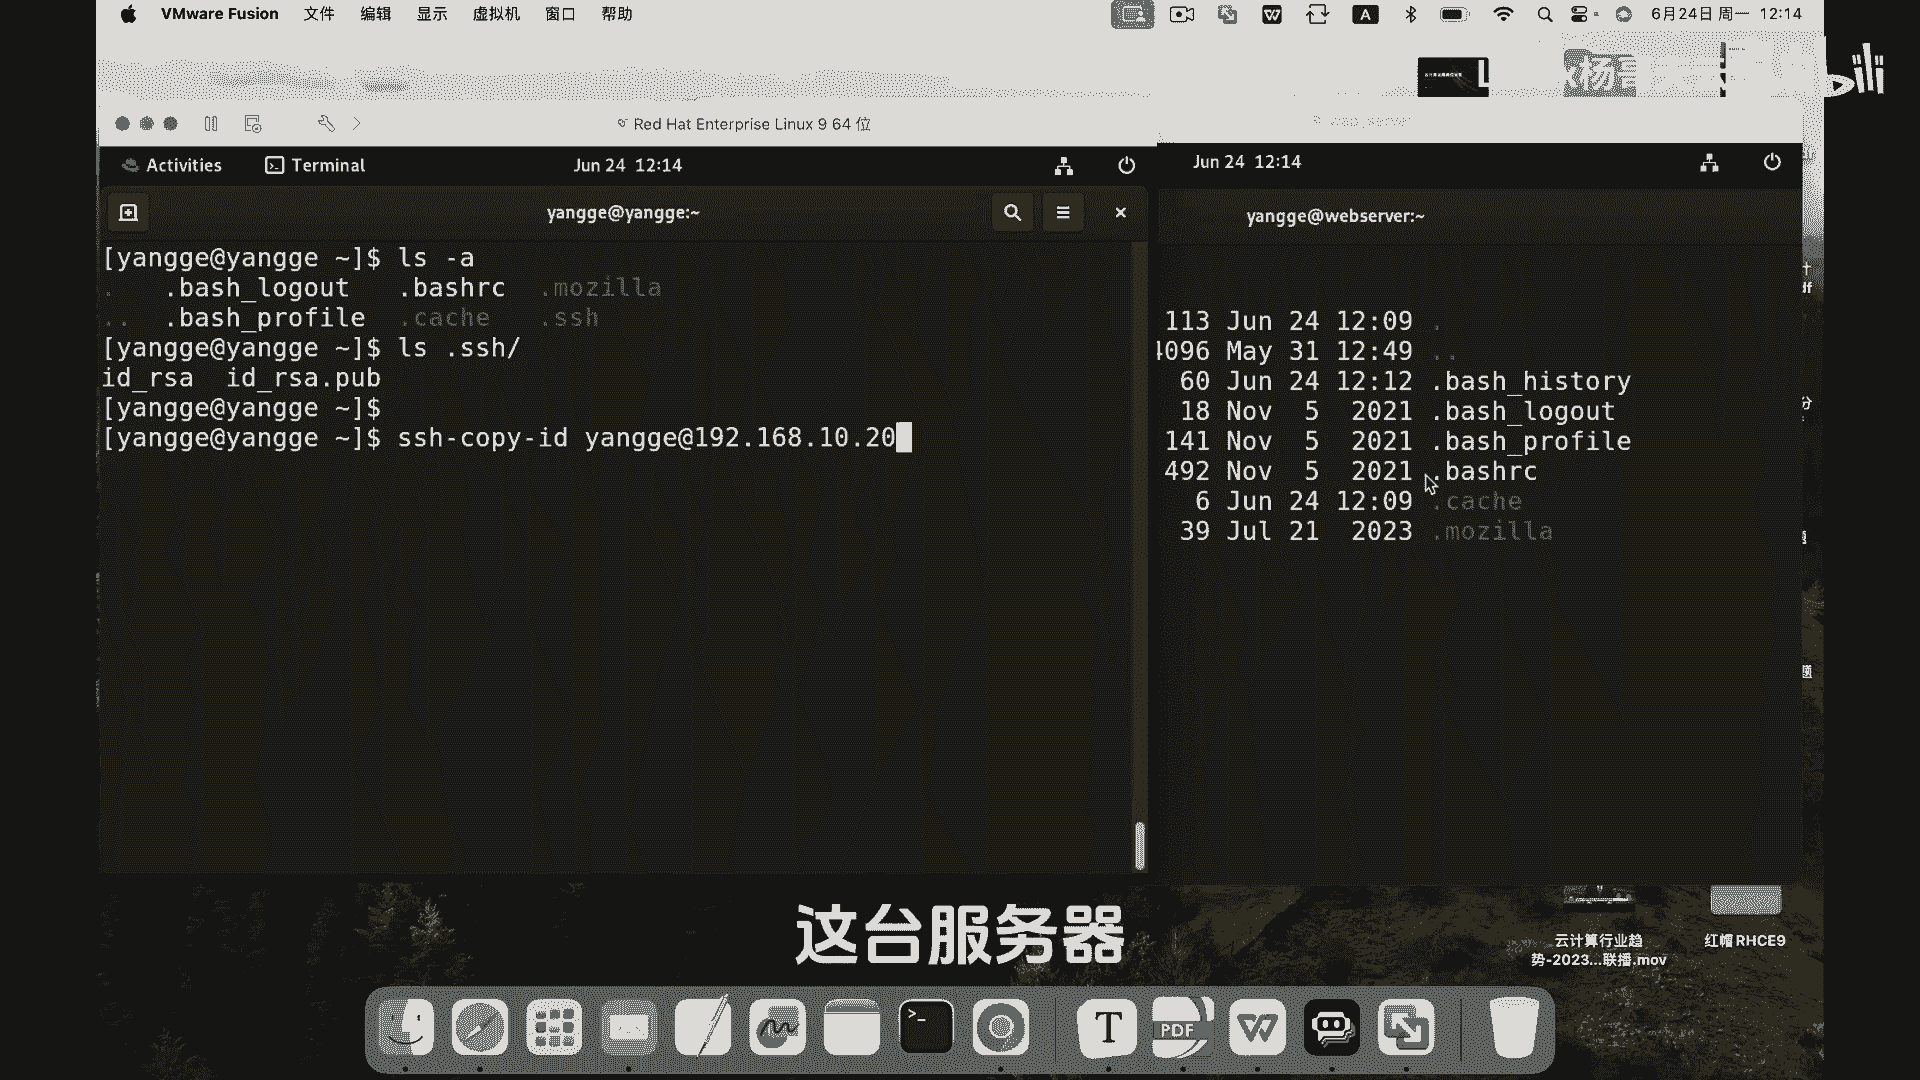 VMware Fusion 文件 编辑 显示 虚拟机 窗口 帮助 A 6月24日 周一 12:14
Red Hat Enterprise Linux 9 64 位
Activities Terminal Jun 24 12:14
yangge@yangge:~
[yangge@yangge ~]$ ls -a
. .bash_logout .bashrc .mozilla
.. .bash_profile .cache .ssh
[yangge@yangge ~]$ ls .ssh/
id_rsa id_rsa.pub
[yangge@yangge ~]$
[yangge@yangge ~]$ ssh-copy-id yangge@192.168.10.20
Jun 24 12:14
yangge@webserver:~
113 Jun 24 12:09 .
4096 May 31 12:49 ..
60 Jun 24 12:12 .bash_history
18 Nov 5 2021 .bash_logout
141 Nov 5 2021 .bash_profile
492 Nov 5 2021 .bashrc
6 Jun 24 12:09 .cache
39 Jul 21 2023 .mozilla
这台服务器
云计算行业趋
势-2023...联播.mov
红帽RHCE9
T
PDF